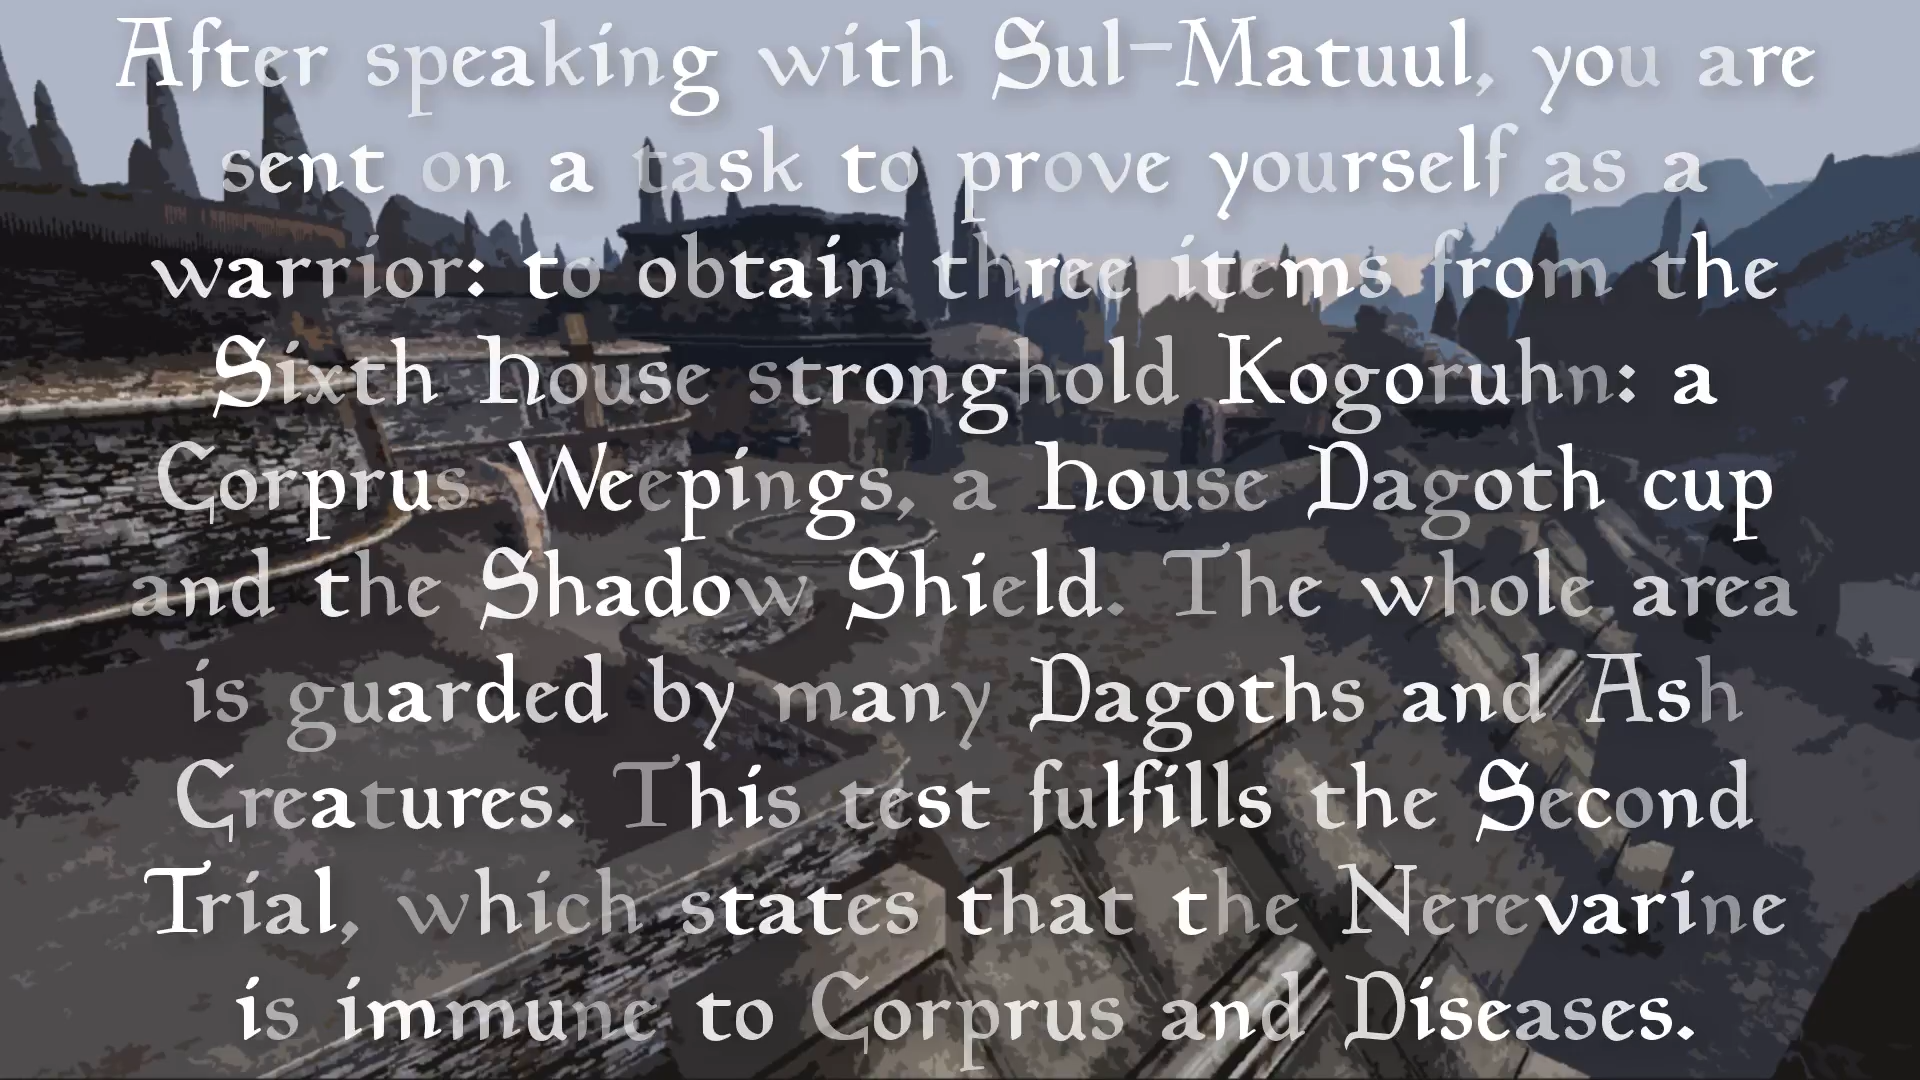 After speaking with Sul-Matuul, you are
sent on a task to prove yourself as a
warrior: to obtain three items from the
Sixth House stronghold Kogoruhn: a
Corprus Weepings, a House Dagoth cup
and the Shadow Shield. The whole area
is guarded by many Dagoths and Ash
Creatures. This test fulfills the Second
Trial, which states that the Nerevarine
is immune to Corprus and Diseases.